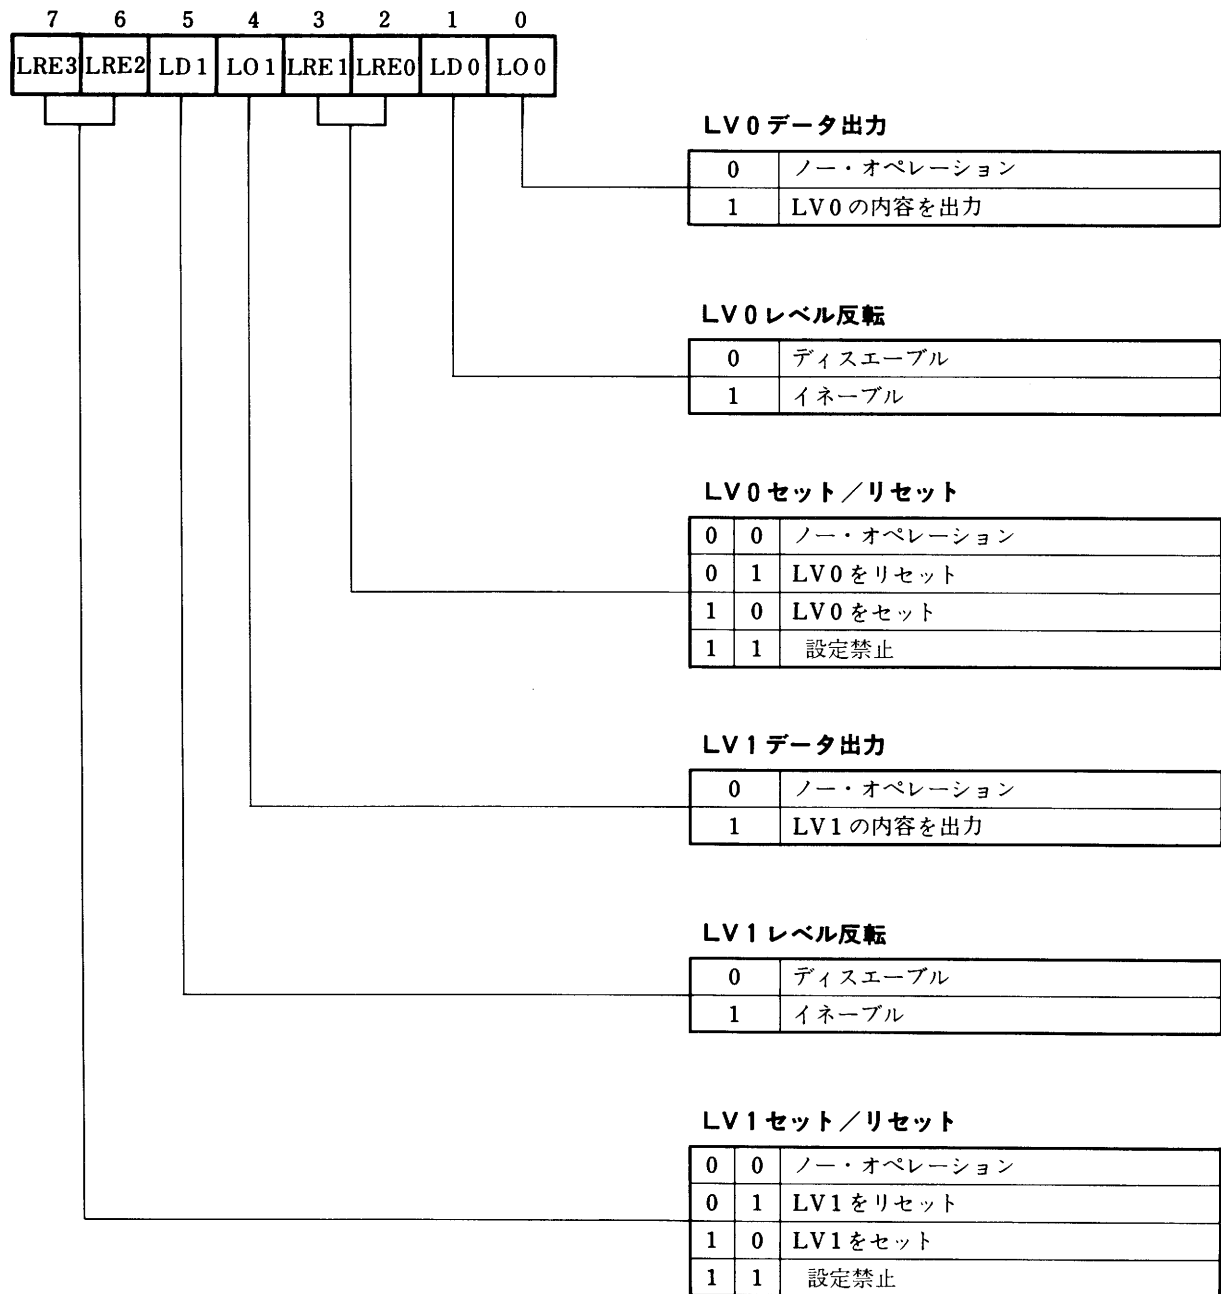 7 6 5 4 3 2 1 0
LRE3 LRE2 LD1 LO1 LRE1 LRE0 LD0 LO0
LV0データ出力
0 ノー・オペレーション
1 LV0の内容を出力
LV0レベル反転
0 ディスエーブル
1 イネーブル
LV0セット/リセット
0 0 ノー・オペレーション
0 1 LV0をリセット
1 0 LV0をセット
1 1 設定禁止
LV1データ出力
0 ノー・オペレーション
1 LV1の内容を出力
LV1レベル反転
0 ディスエーブル
1 イネーブル
LV1セット/リセット
0 0 ノー・オペレーション
0 1 LV1をリセット
1 0 LV1をセット
1 1 設定禁止